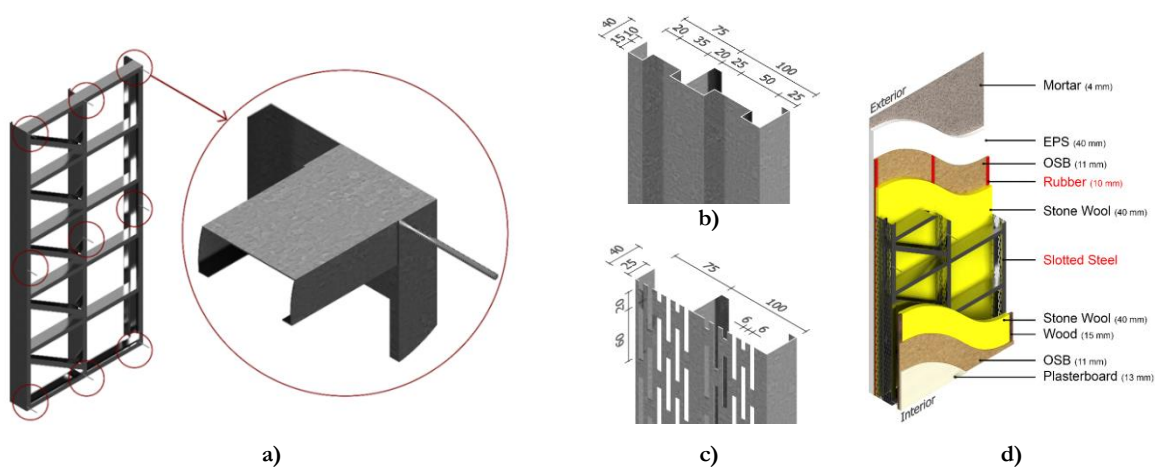 a)
40
15
10
75
20
35
20
25
100
50
25
b)
40
25
20
60
75
100
6
6
c)
Exterior
Mortar (4 mm)
EPS (40 mm)
OSB (11 mm)
Rubber (10 mm)
Stone Wool (40 mm)
Slotted Steel
Stone Wool (40 mm)
Wood (15 mm)
OSB (11 mm)
Plasterboard (13 mm)
Interior
d)